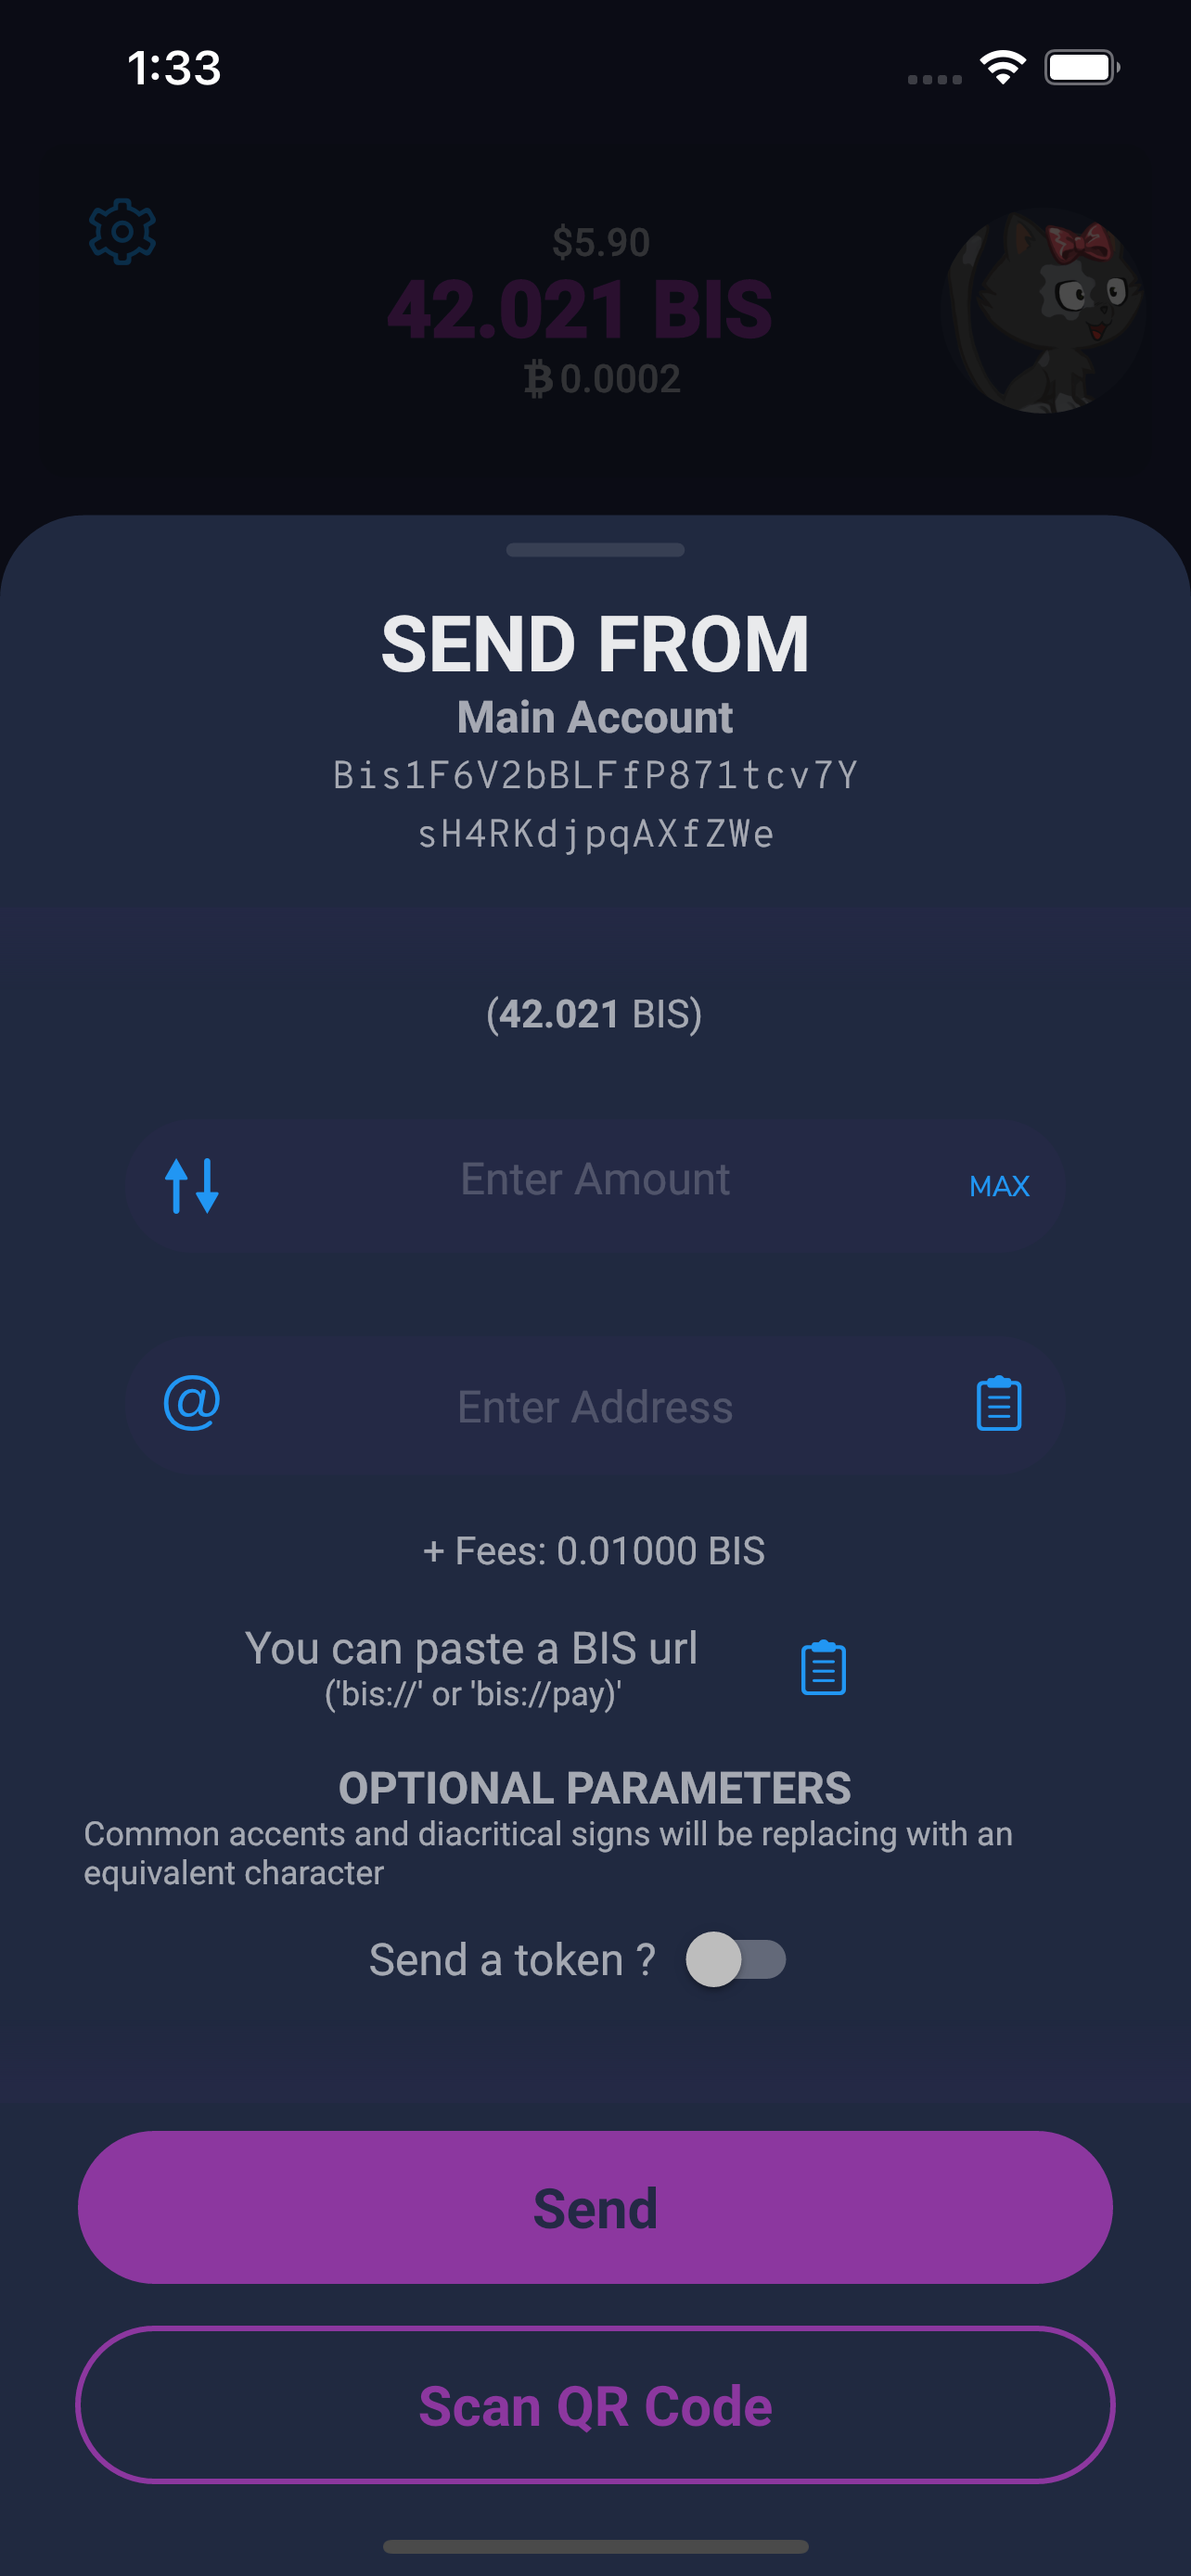 1:33
$5.90
42.021 BIS
₿ 0.0002
SEND FROM
Main Account
Bis1F6V2bBLFfP871tcv7Y
sH4RKdjpqAXfZWe
(42.021 BIS)
Enter Amount
MAX
@
Enter Address
+ Fees: 0.01000 BIS
You can paste a BIS url
('bis://' or 'bis://pay)'
OPTIONAL PARAMETERS
Common accents and diacritical signs will be replacing with an
equivalent character
Send a token ?
Send
Scan QR Code